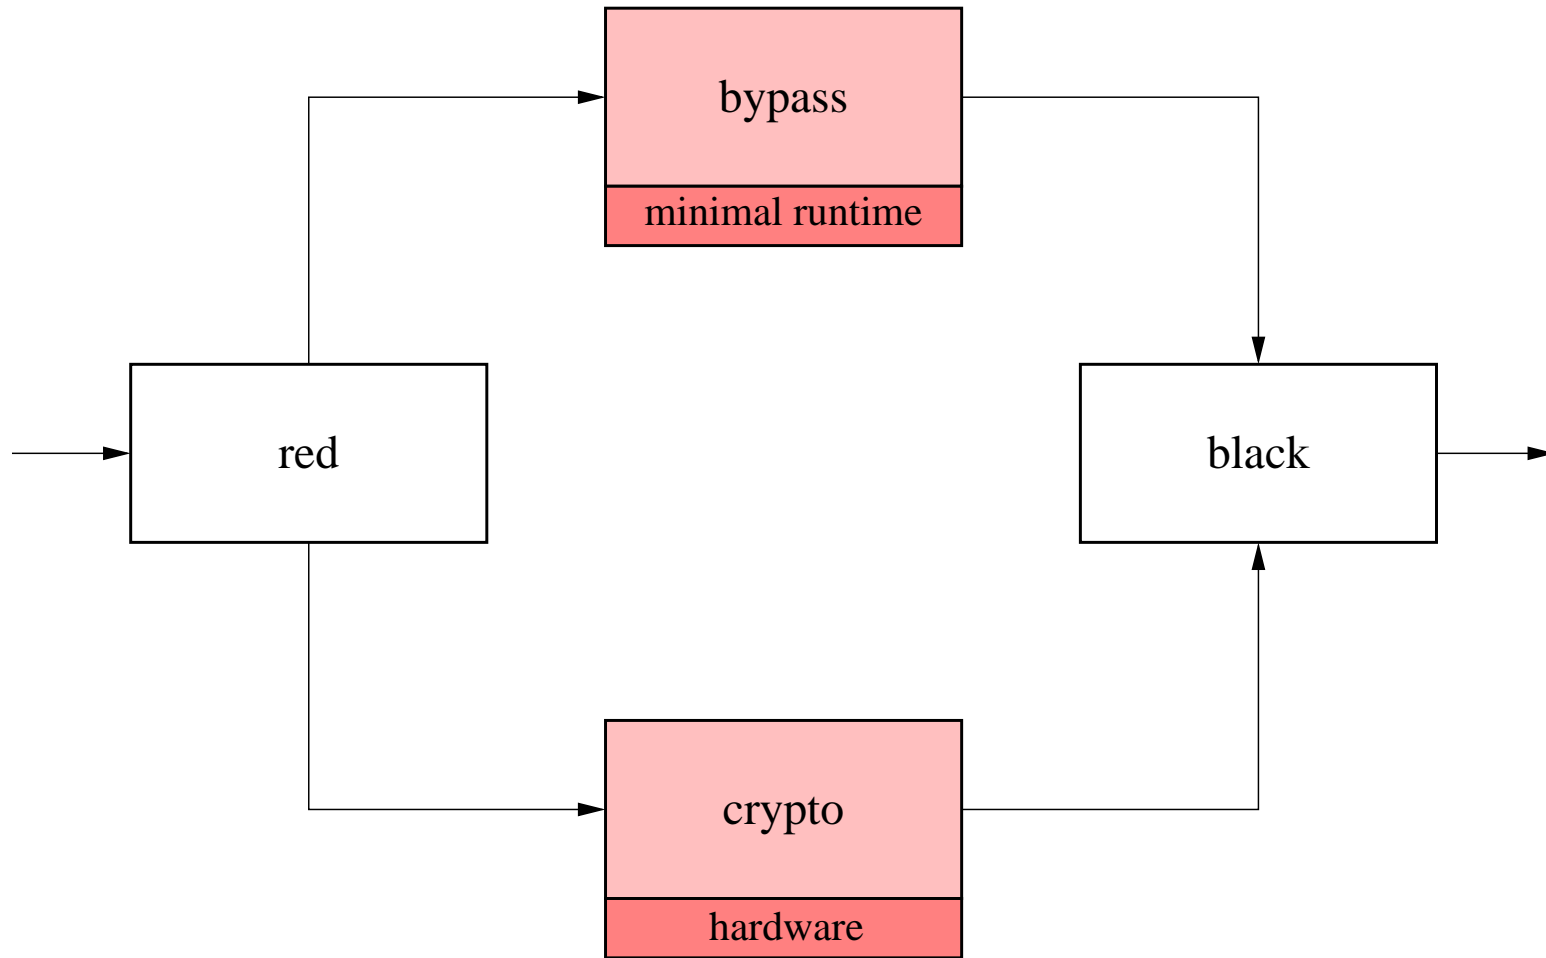 bypass
minimal runtime
red
black
crypto
hardware